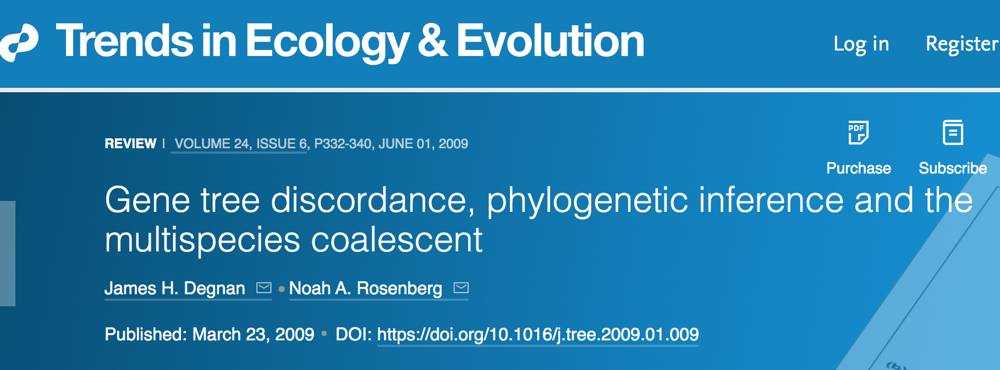 Trends in Ecology & Evolution
Log in
Register
REVIEW | VOLUME 24, ISSUE 6, P332-340, JUNE 01, 2009
PDF
Purchase
Subscribe
Gene tree discordance, phylogenetic inference and the
multispecies coalescent
James H. Degnan • Noah A. Rosenberg
Published: March 23, 2009 • DOI: https://doi.org/10.1016/j.tree.2009.01.009
(b)